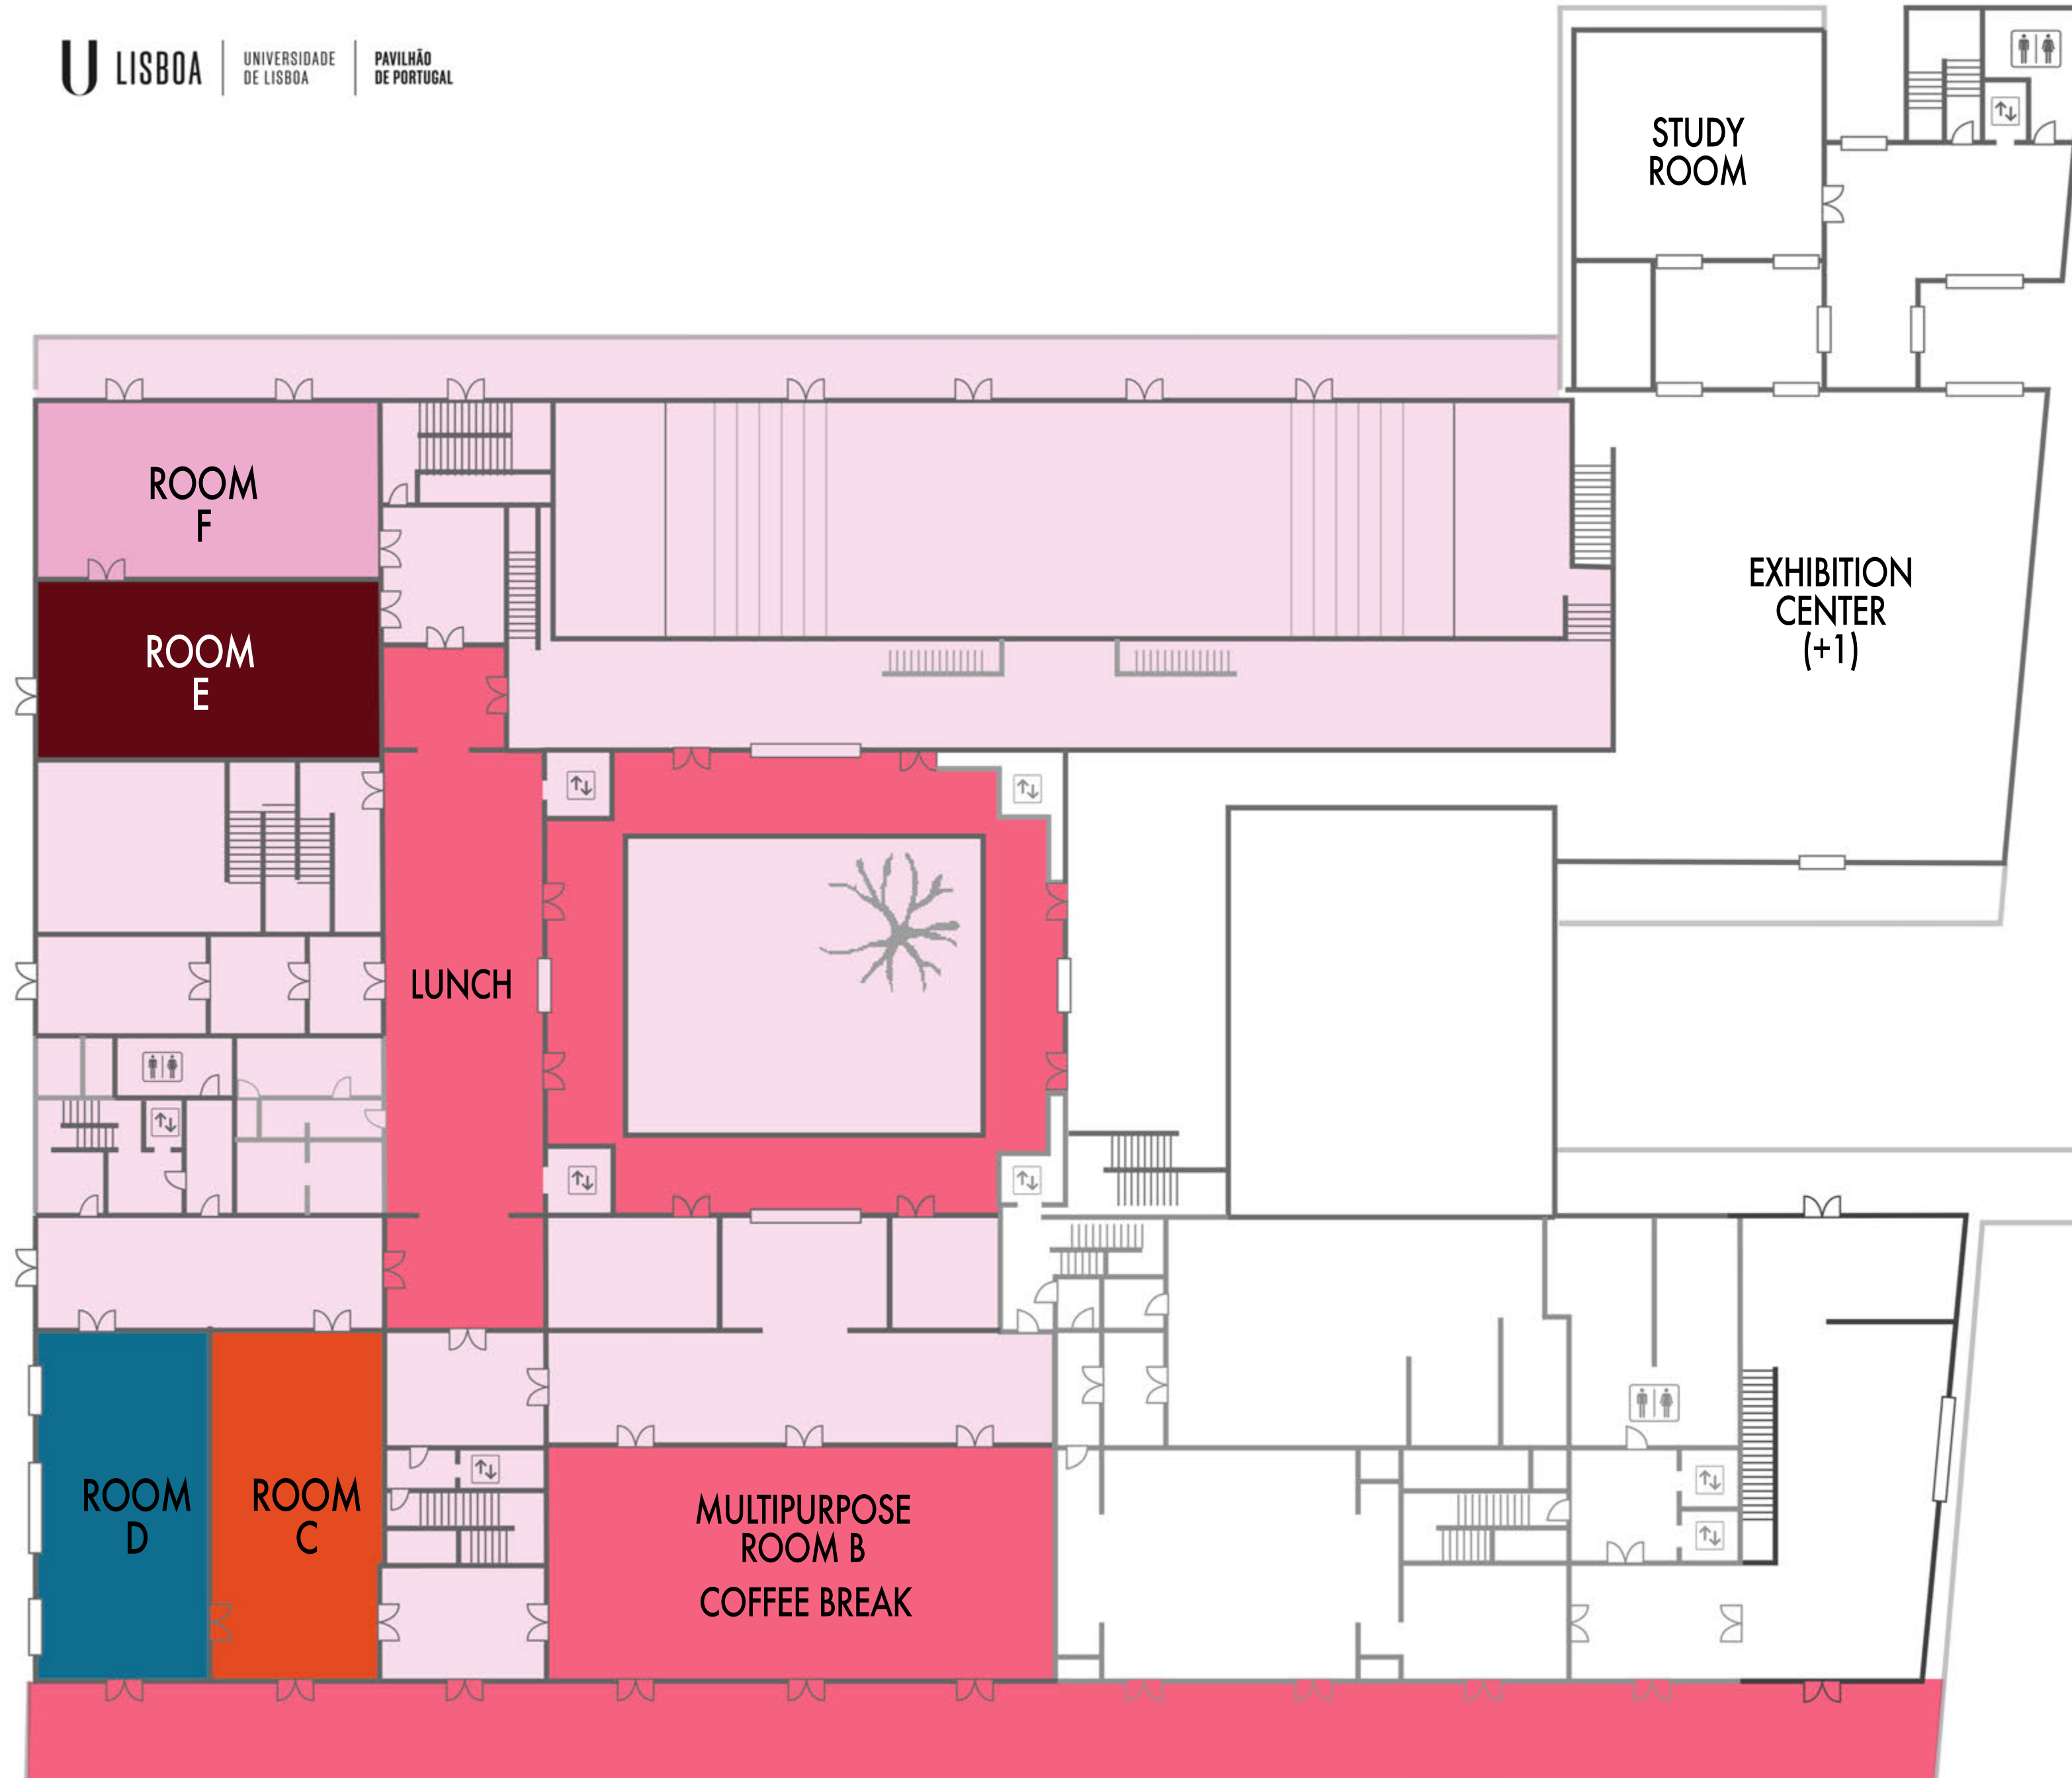 U LISBOA
UNIVERSIDADE
DE LISBOA
PAVILHÃO
DE PORTUGAL
STUDY
ROOM
ROOM
F
EXHIBITION
CENTER
(+1)
ROOM
E
LUNCH
ROOM
D
ROOM
C
MULTIPURPOSE
ROOM B
COFFEE BREAK